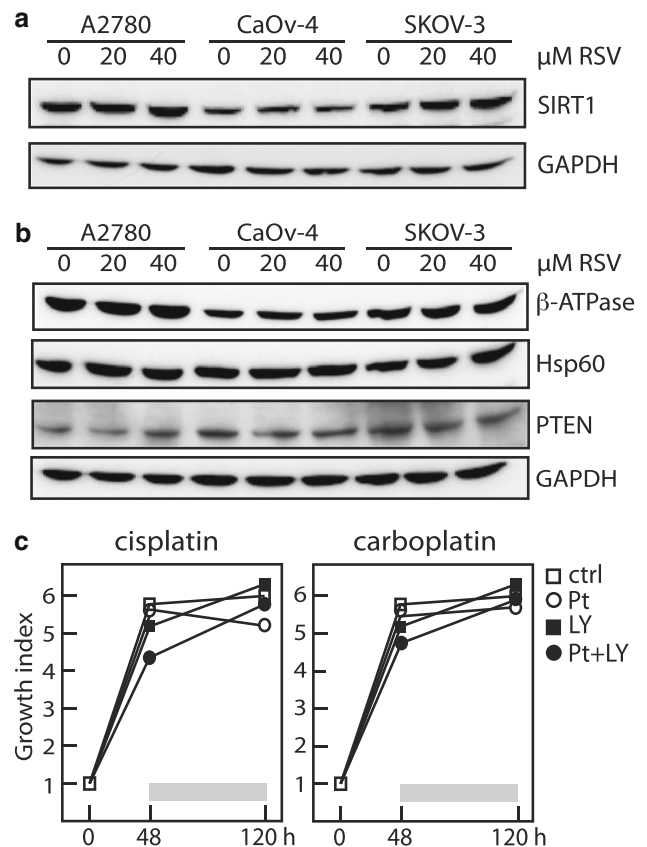 a
A2780 CaOv-4 SKOV-3
0 20 40 0 20 40 0 20 40 µM RSV
SIRT1
GAPDH
b
A2780 CaOv-4 SKOV-3
0 20 40 0 20 40 0 20 40 µM RSV
β-ATPase
Hsp60
PTEN
GAPDH
c
cisplatin carboplatin
Growth index
6
5
4
3
2
1
0 48 120 h
6
5
4
3
2
1
0 48 120 h
ctrl
Pt
LY
Pt+LY